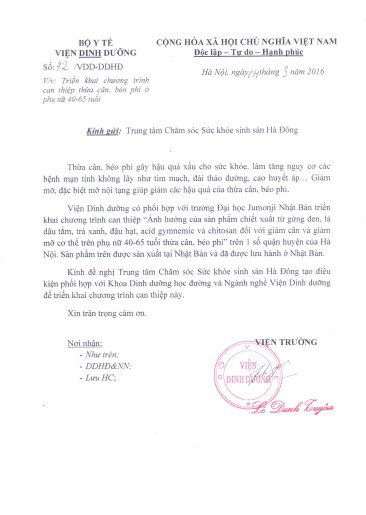 BỘ Y TẾ
VIỆN DINH DƯỠNG
Số: 92 /VDD-DDHĐ
V/v: Triển khai chương trình
can thiệp thừa cân, béo phì ở
phụ nữ 40-65 tuổi
CỘNG HÒA XÃ HỘI CHỦ NGHĨA VIỆT NAM
Độc lập – Tự do – Hạnh phúc
Hà Nội, ngày 14 tháng 3 năm 2016
Kính gửi: Trung tâm Chăm sóc Sức khỏe sinh sản Hà Đông
Thừa cân, béo phì gây hậu quả xấu cho sức khỏe, làm tăng nguy cơ các
bệnh mạn tính không lây như tim mạch, đái tháo đường, cao huyết áp… Giảm
mỡ, đặc biệt mỡ nội tạng giúp giảm các hậu quả của thừa cân, béo phì.
Viện Dinh dưỡng có phối hợp với trường Đại học Jumonji Nhật Bản triển
khai chương trình can thiệp "Ảnh hưởng của sản phẩm chiết xuất từ gừng đen, lá
dâu tằm, trà xanh, đậu hạt, acid gymnemic và chitosan đối với giảm cân và giảm
mỡ cơ thể trên phụ nữ 40-65 tuổi thừa cân, béo phì" trên 1 số quận huyện của Hà
Nội. Sản phẩm trên được sản xuất tại Nhật Bản và đã được lưu hành ở Nhật Bản.
Kính đề nghị Trung tâm Chăm sóc Sức khỏe sinh sản Hà Đông tạo điều
kiện phối hợp với Khoa Dinh dưỡng học đường và Ngành nghề Viện Dinh dưỡng
để triển khai chương trình can thiệp này.
Xin trân trọng cảm ơn.
Nơi nhận:
- Như trên;
- DDHĐ&NN;
- Lưu HC;
VIỆN TRƯỞNG
VIỆN
DINH DƯỠNG
Lê Danh Tuyên